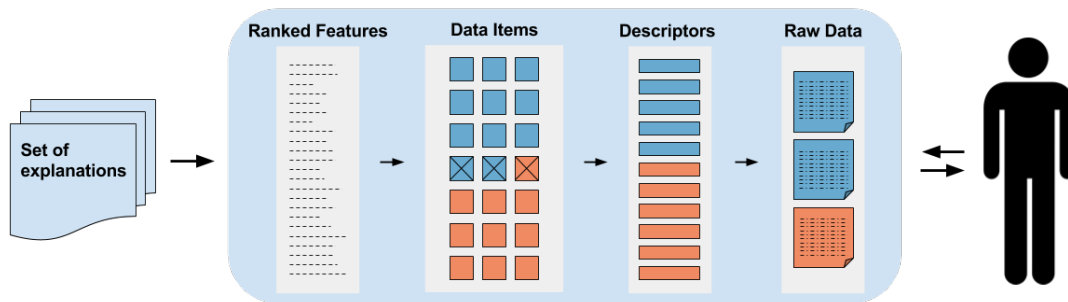 Ranked Features
Data Items
Descriptors
Raw Data
Set of
explanations